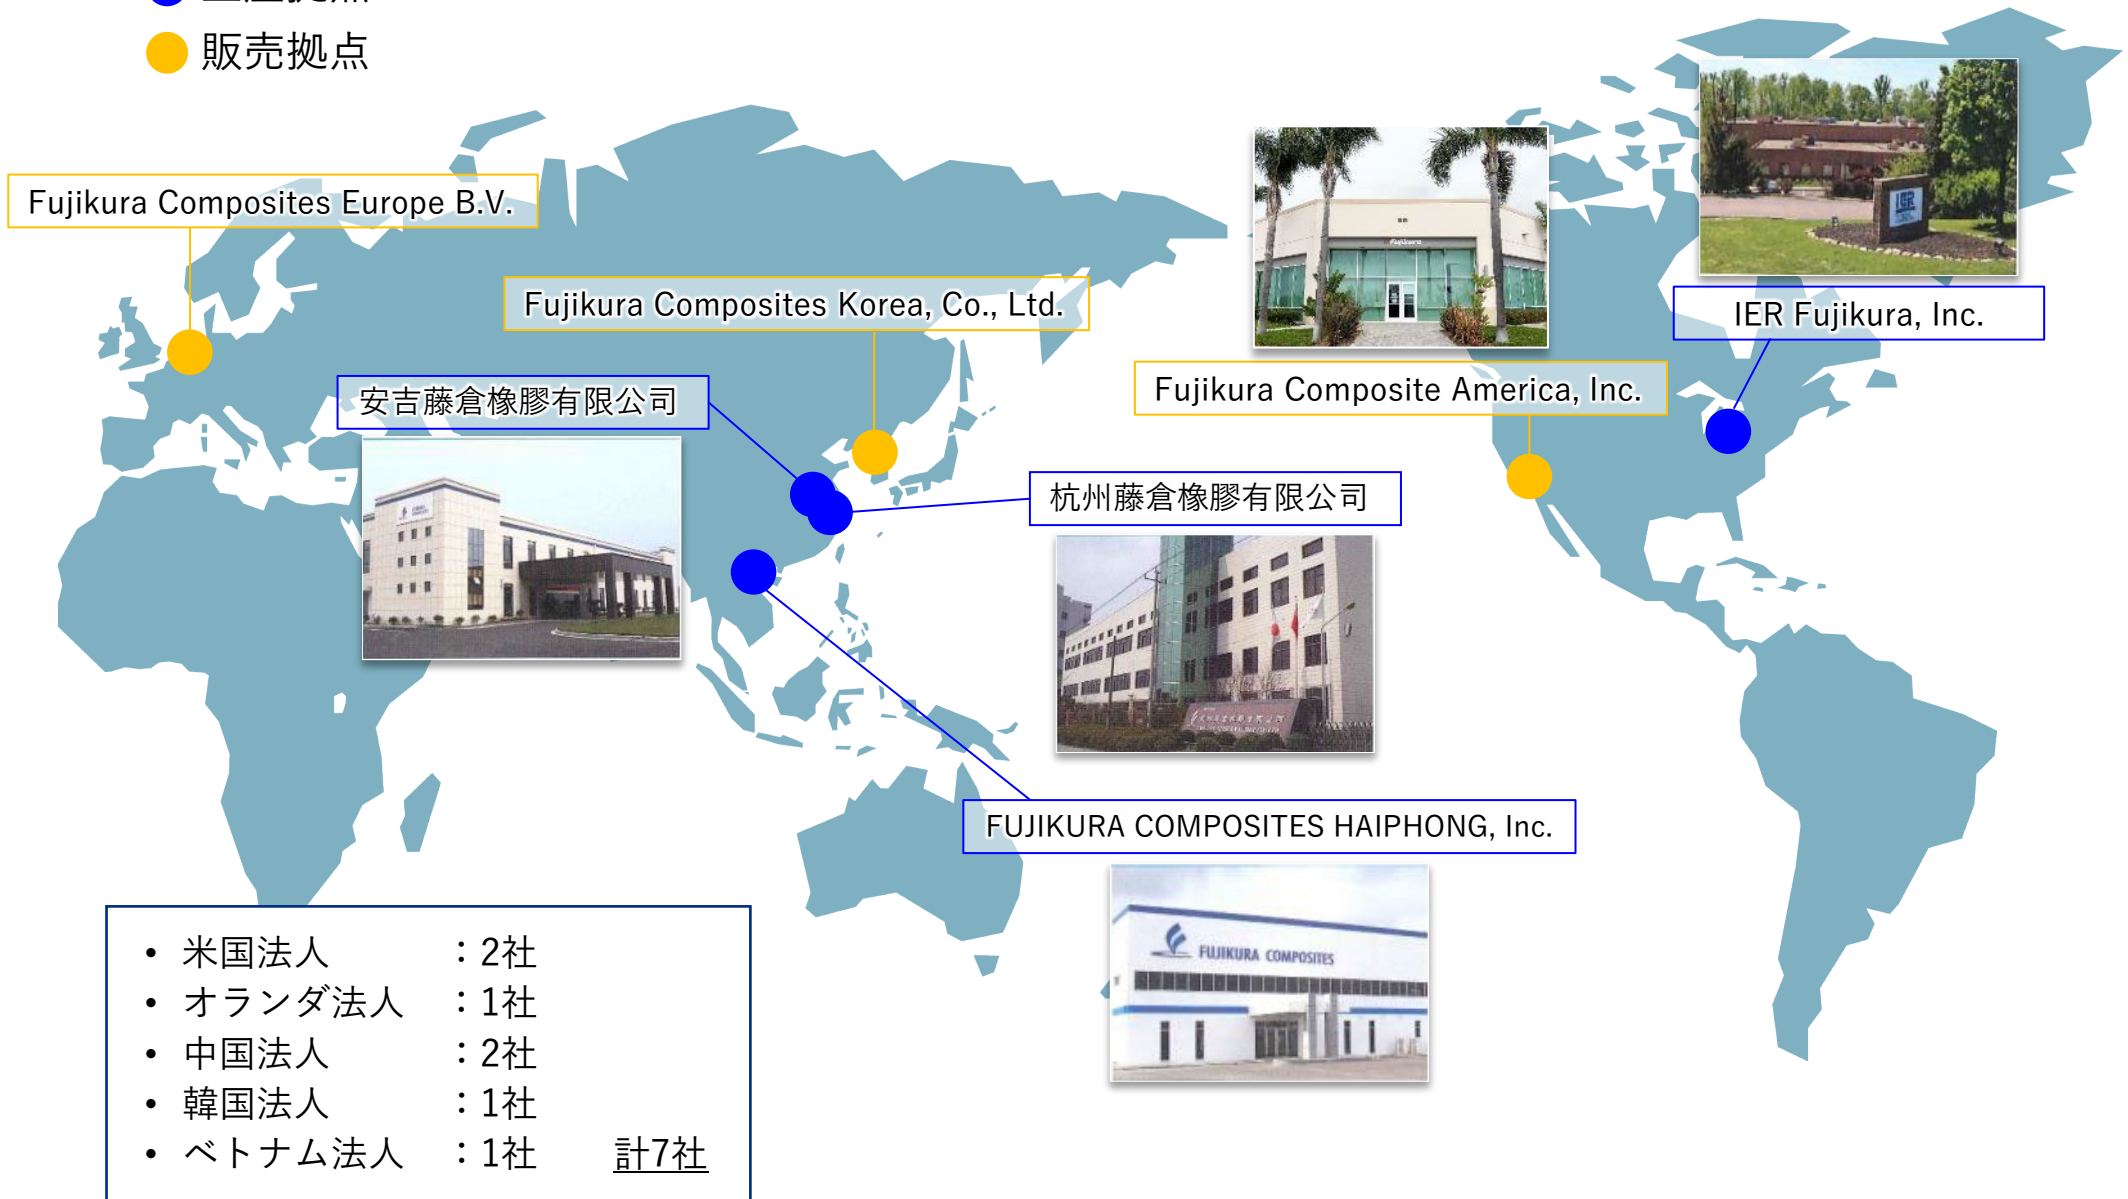 販売拠点
Fujikura Composites Europe B.V.
Fujikura Composites Korea, Co., Ltd.
安吉藤倉橡膠有限公司
杭州藤倉橡膠有限公司
Fujikura Composite America, Inc.
IER Fujikura, Inc.
Fujikura
IER
FUJIKURA COMPOSITES HAIPHONG, Inc.
FUJIKURA COMPOSITES
• 米国法人 ：2社
• オランダ法人 ：1社
• 中国法人 ：2社
• 韓国法人 ：1社
• ベトナム法人 ：1社 計7社